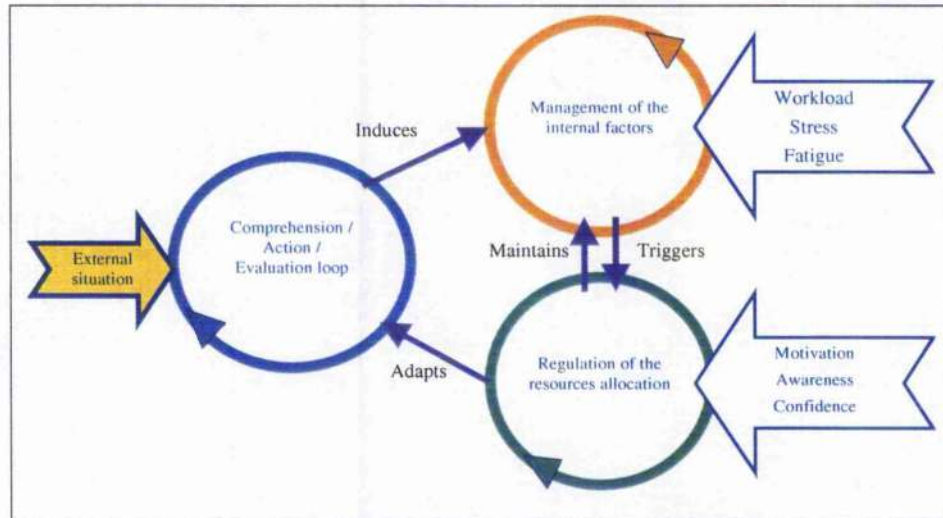 Induces
Management of the
internal factors
Workload
Stress
Fatigue
Comprehension /
Action /
Evaluation loop
External
situation
Maintains
Triggers
Adapts
Regulation of the
resources allocation
Motivation
Awareness
Confidence